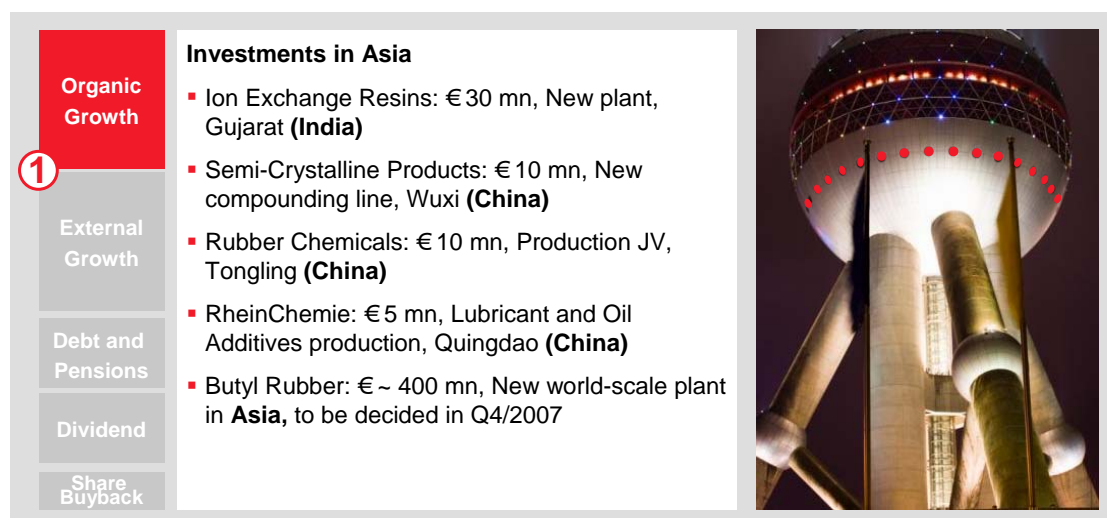 Organic
Growth
1
External
Growth
Debt and
Pensions
Dividend
Share
Buyback
Investments in Asia
▪ Ion Exchange Resins: € 30 mn, New plant,
Gujarat (India)
▪ Semi-Crystalline Products: € 10 mn, New
compounding line, Wuxi (China)
▪ Rubber Chemicals: € 10 mn, Production JV,
Tongling (China)
▪ RheinChemie: € 5 mn, Lubricant and Oil
Additives production, Quingdao (China)
▪ Butyl Rubber: € ~ 400 mn, New world-scale plant
in Asia, to be decided in Q4/2007